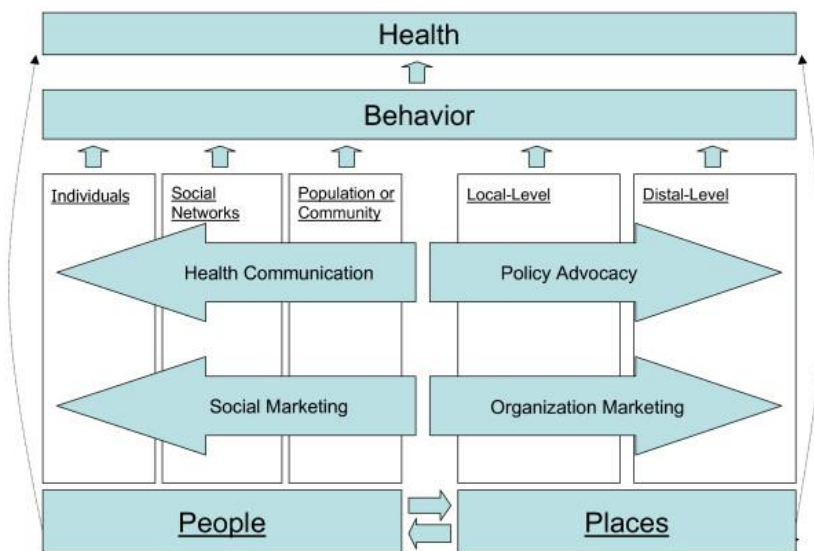 Health
Behavior
Individuals
Social
Networks
Population or
Community
Local-Level
Distal-Level
Health Communication
Policy Advocacy
Social Marketing
Organization Marketing
People
Places